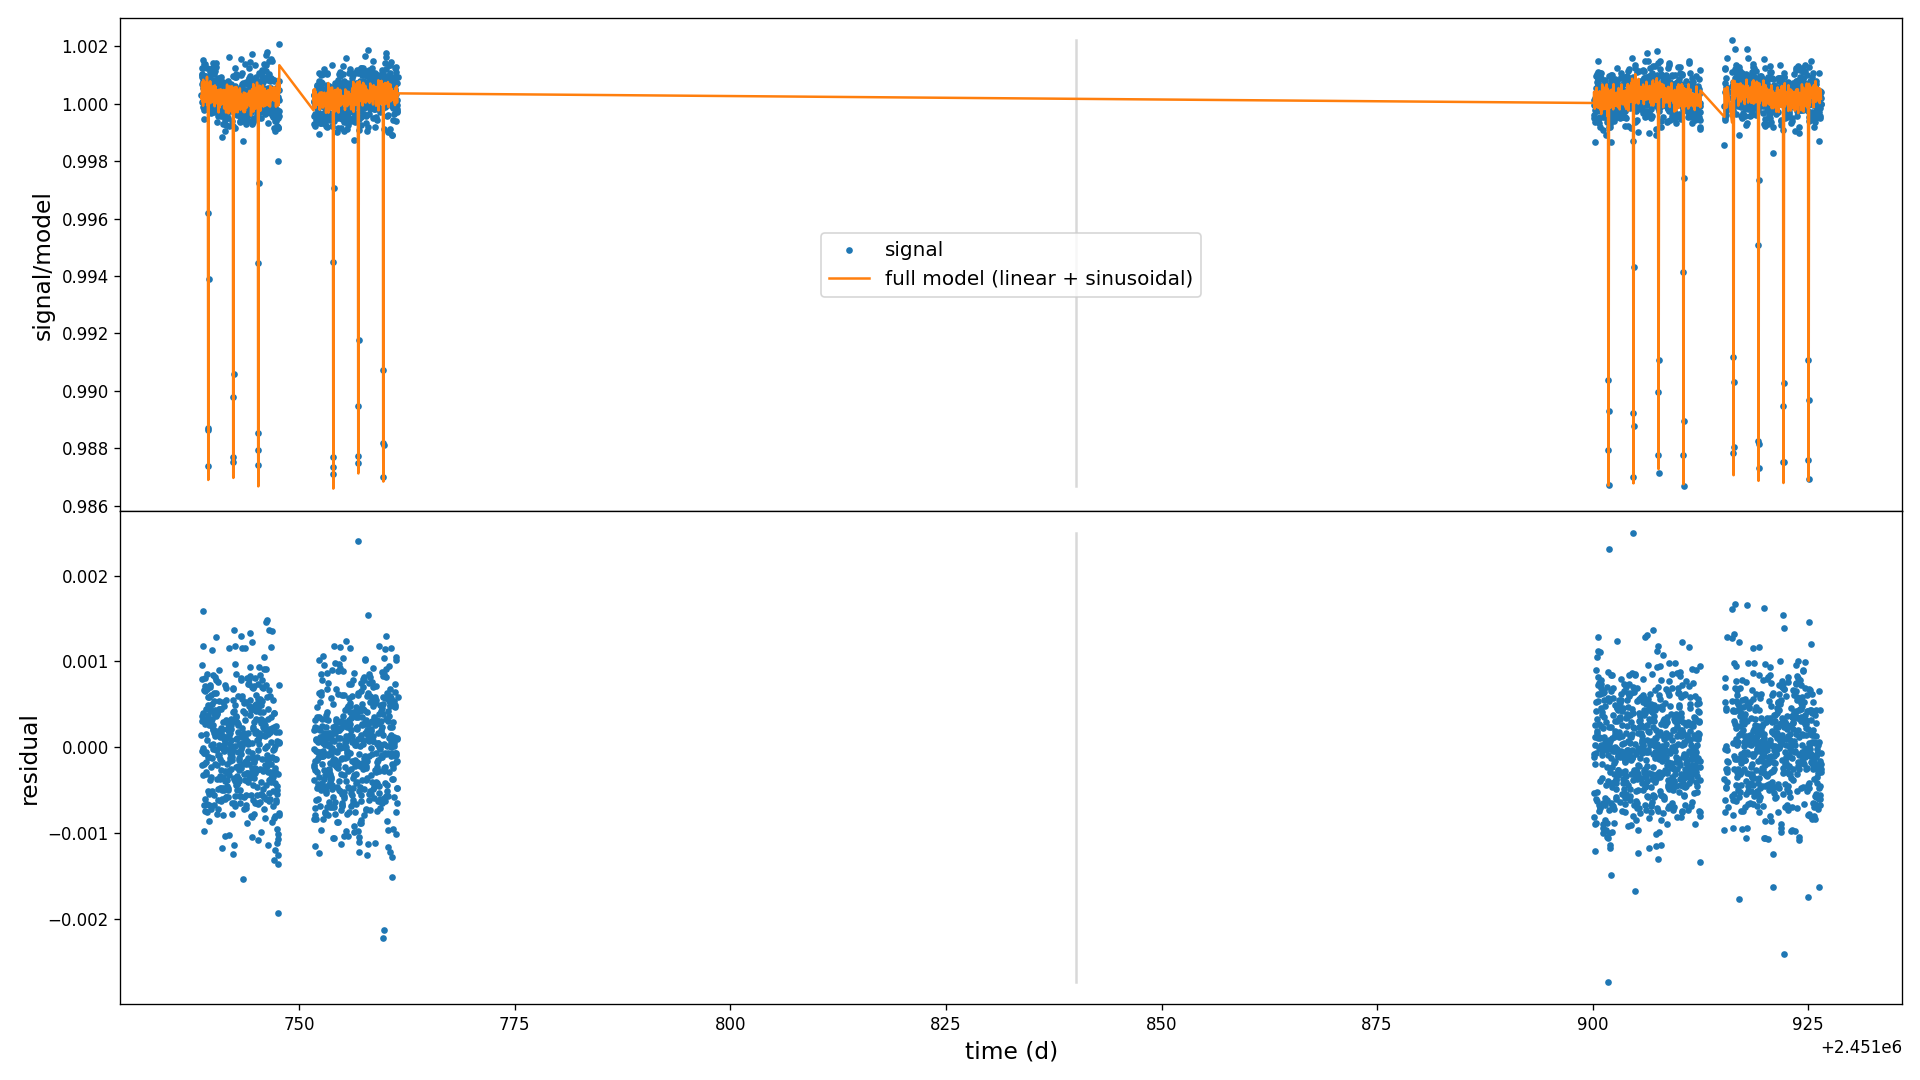 1.002
1.000
0.998
0.996
0.994
0.992
0.990
0.988
0.986
signal/model
signal
full model (linear + sinusoidal)
0.002
0.001
0.000
−0.001
−0.002
residual
750 775 800 825 850 875 900 925
time (d)
+2.451e6